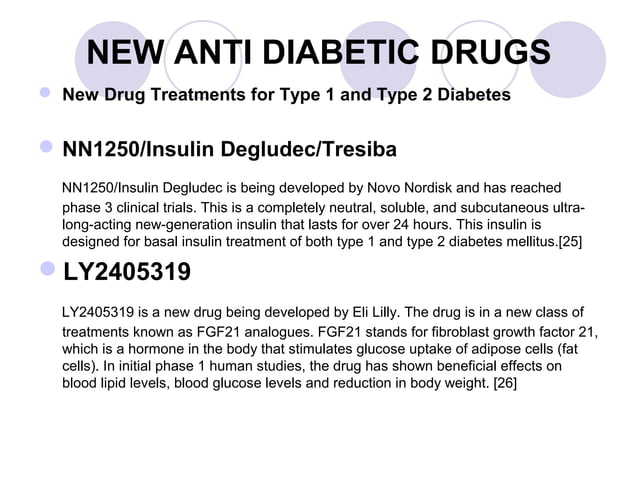 NEW ANTI DIABETIC DRUGS
New Drug Treatments for Type 1 and Type 2 Diabetes
NN1250/Insulin Degludec/Tresiba
NN1250/Insulin Degludec is being developed by Novo Nordisk and has reached
phase 3 clinical trials. This is a completely neutral, soluble, and subcutaneous ultra-
long-acting new-generation insulin that lasts for over 24 hours. This insulin is
designed for basal insulin treatment of both type 1 and type 2 diabetes mellitus.[25]
LY2405319
LY2405319 is a new drug being developed by Eli Lilly. The drug is in a new class of
treatments known as FGF21 analogues. FGF21 stands for fibroblast growth factor 21,
which is a hormone in the body that stimulates glucose uptake of adipose cells (fat
cells). In initial phase 1 human studies, the drug has shown beneficial effects on
blood lipid levels, blood glucose levels and reduction in body weight. [26]